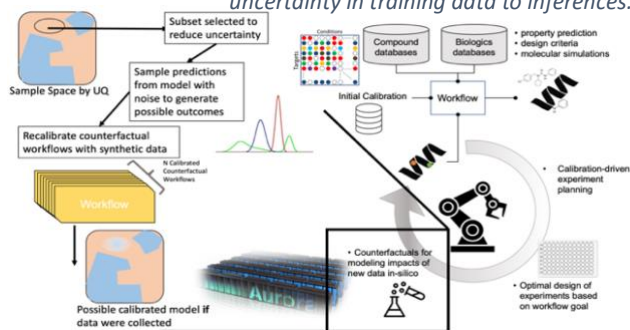 uncertainty in training data to inferences.
Subset selected to
reduce uncertainty
Sample Space by UQ
Sample predictions
from model with
noise to generate
possible outcomes
Recalibrate counterfactual
workflows with synthetic data
N Calibrated
Counterfactual
Workflows
Workflow
Possible calibrated model if
data were collected
Conditions
Targets
Compound
databases
Biologics
databases
• property prediction
• design criteria
• molecular simulations
Initial Calibration
Workflow
• Calibration-driven
experiment
planning
• Counterfactuals for
modeling impacts of
new data in-silico
• Optimal design of
experiments based
on workflow goal
Auro